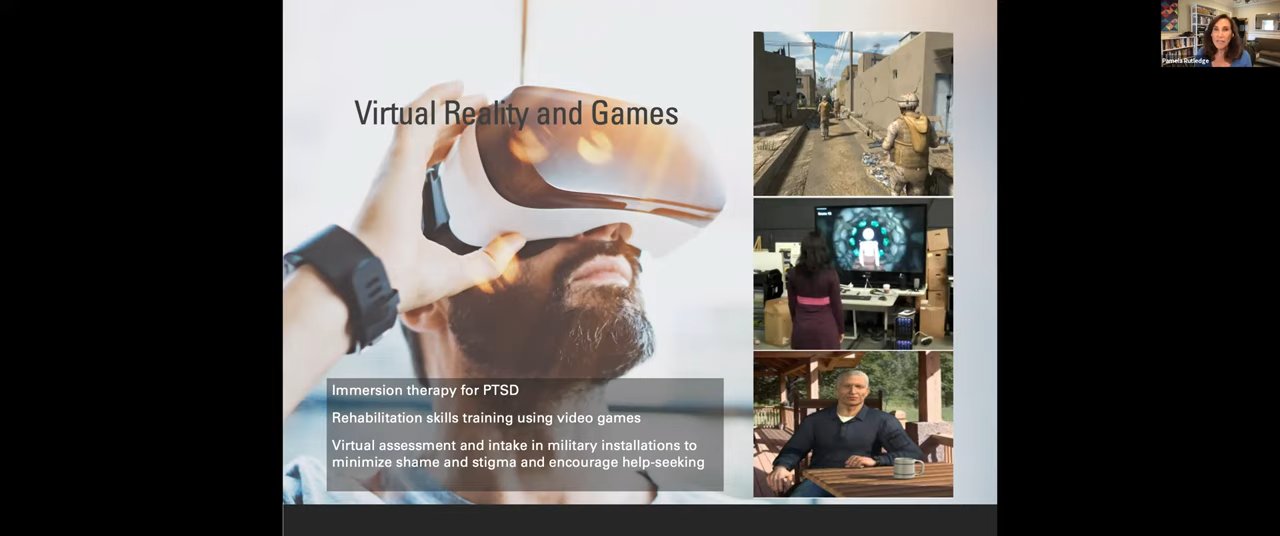 Virtual Reality and Games
Pamela Rutledge
Immersion therapy for PTSD
Rehabilitation skills training using video games
Virtual assessment and intake in military installations to
minimize shame and stigma and encourage help-seeking